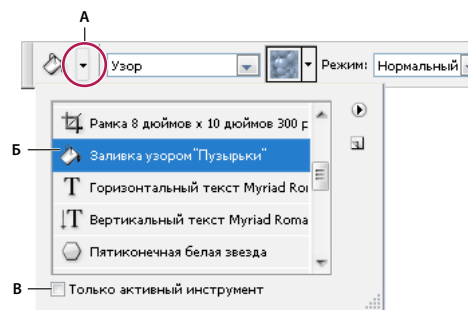 А
Узор
Режим: Нормальный
Рамка 8 дюймов x 10 дюймов 300 р
Б
Заливка узором "Пузырьки"
Горизонтальный текст Myriad Ro
Вертикальный текст Myriad Roma
Пятиконечная белая звезда
В
Только активный инструмент